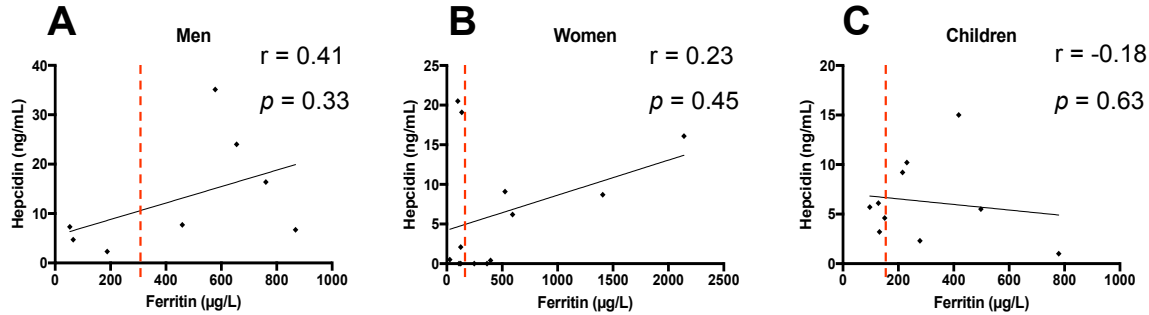 A
Men
r = 0.41
p = 0.33
Hepcidin (ng/mL)
40
30
20
10
0
0 200 400 600 800 1000
Ferritin (µg/L)
B
Women
r = 0.23
p = 0.45
Hepcidin (ng/mL)
25
20
15
10
5
0
0 500 1000 1500 2000 2500
Ferritin (µg/L)
C
Children
r = -0.18
p = 0.63
Hepcidin (ng/mL)
20
15
10
5
0
0 200 400 600 800 1000
Ferritin (µg/L)